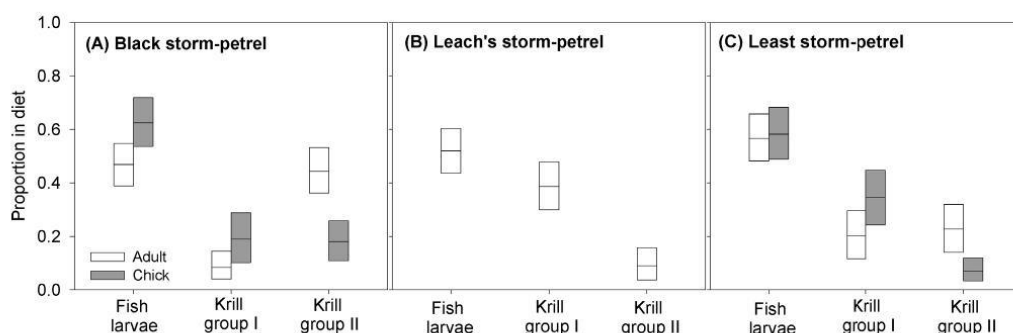 (A) Black storm-petrel
(B) Leach's storm-petrel
(C) Least storm-petrel
Proportion in diet
1.0
0.8
0.6
0.4
0.2
0.0
Adult
Chick
Fish larvae
Krill group I
Krill group II
Fish larvae
Krill group I
Krill group II
Fish larvae
Krill group I
Krill group II